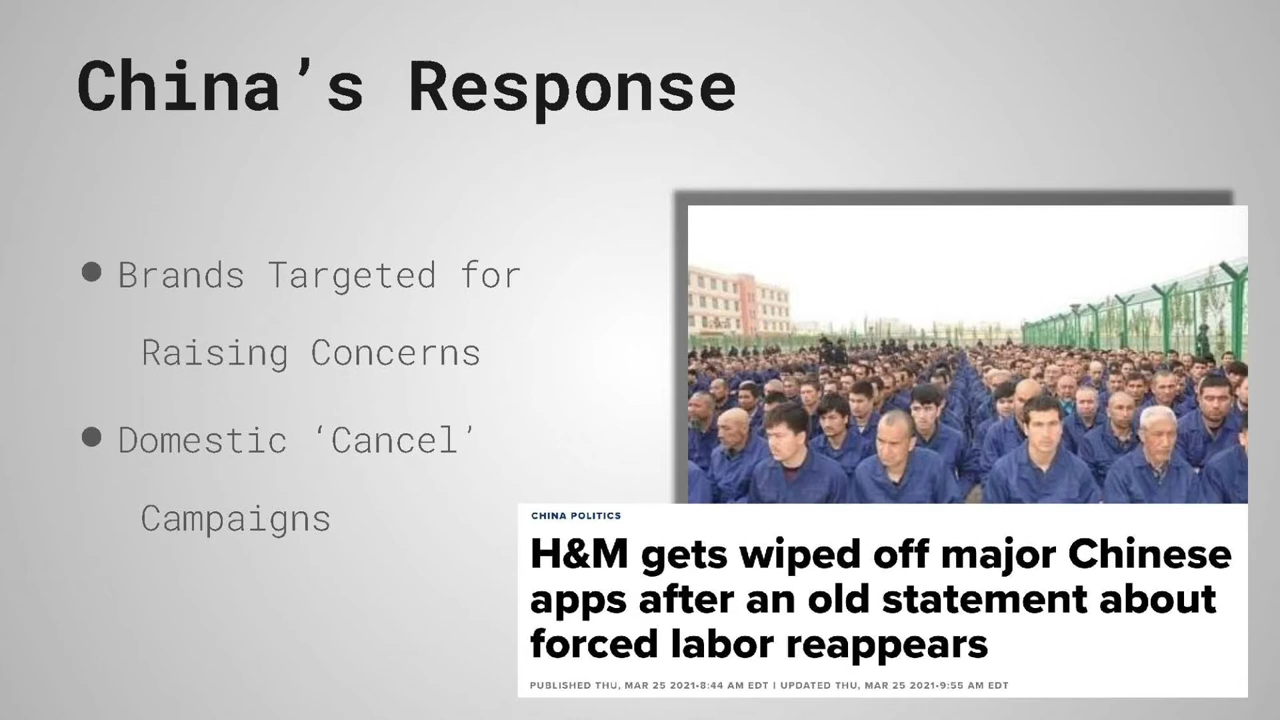 China’s Response
Brands Targeted for
Raising Concerns
Domestic ‘Cancel’
Campaigns
CHINA POLITICS
H&M gets wiped off major Chinese
apps after an old statement about
forced labor reappears
PUBLISHED THU, MAR 25 2021•8:44 AM EDT | UPDATED THU, MAR 25 2021•9:55 AM EDT